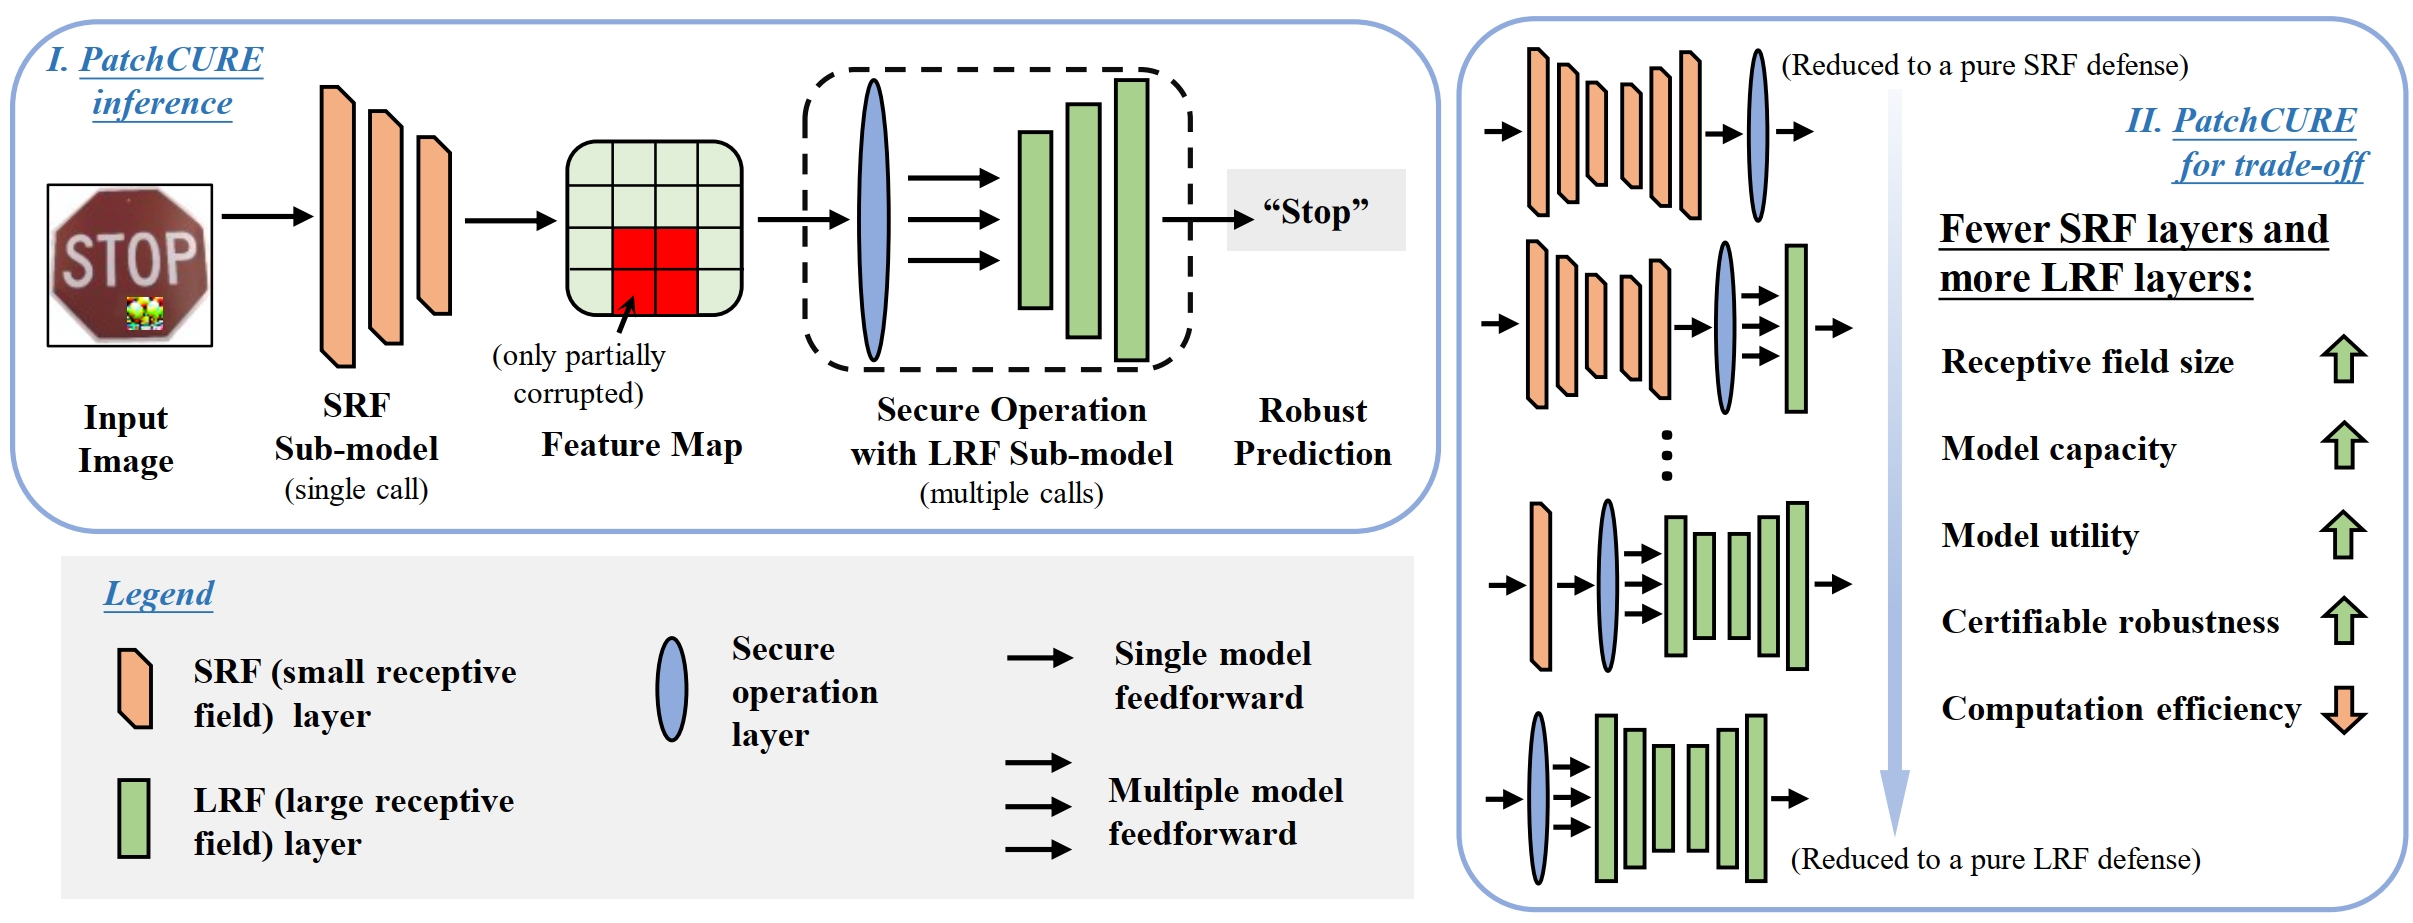 I. PatchCURE
inference
STOP
Input
Image
SRF
Sub-model
(single call)
(only partially
corrupted)
Feature Map
Secure Operation
with LRF Sub-model
(multiple calls)
“Stop”
Robust
Prediction
Legend
SRF (small receptive
field) layer
LRF (large receptive
field) layer
Secure
operation
layer
Single model
feedforward
Multiple model
feedforward
(Reduced to a pure SRF defense)
II. PatchCURE
for trade-off
Fewer SRF layers and
more LRF layers:
Receptive field size
Model capacity
Model utility
Certifiable robustness
Computation efficiency
(Reduced to a pure LRF defense)